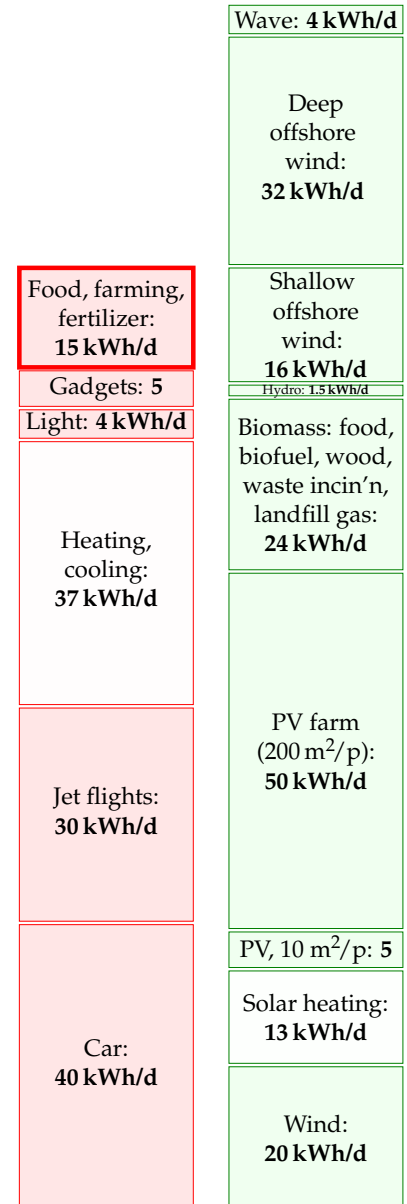 Food, farming,
fertilizer:
15 kWh/d
Gadgets: 5
Light: 4 kWh/d
Heating,
cooling:
37 kWh/d
Jet flights:
30 kWh/d
Car:
40 kWh/d
Wave: 4 kWh/d
Deep
offshore
wind:
32 kWh/d
Shallow
offshore
wind:
16 kWh/d
Hydro: 1.5 kWh/d
Biomass: food,
biofuel, wood,
waste incin’n,
landfill gas:
24 kWh/d
PV farm
(200 m²/p):
50 kWh/d
PV, 10 m²/p: 5
Solar heating:
13 kWh/d
Wind:
20 kWh/d